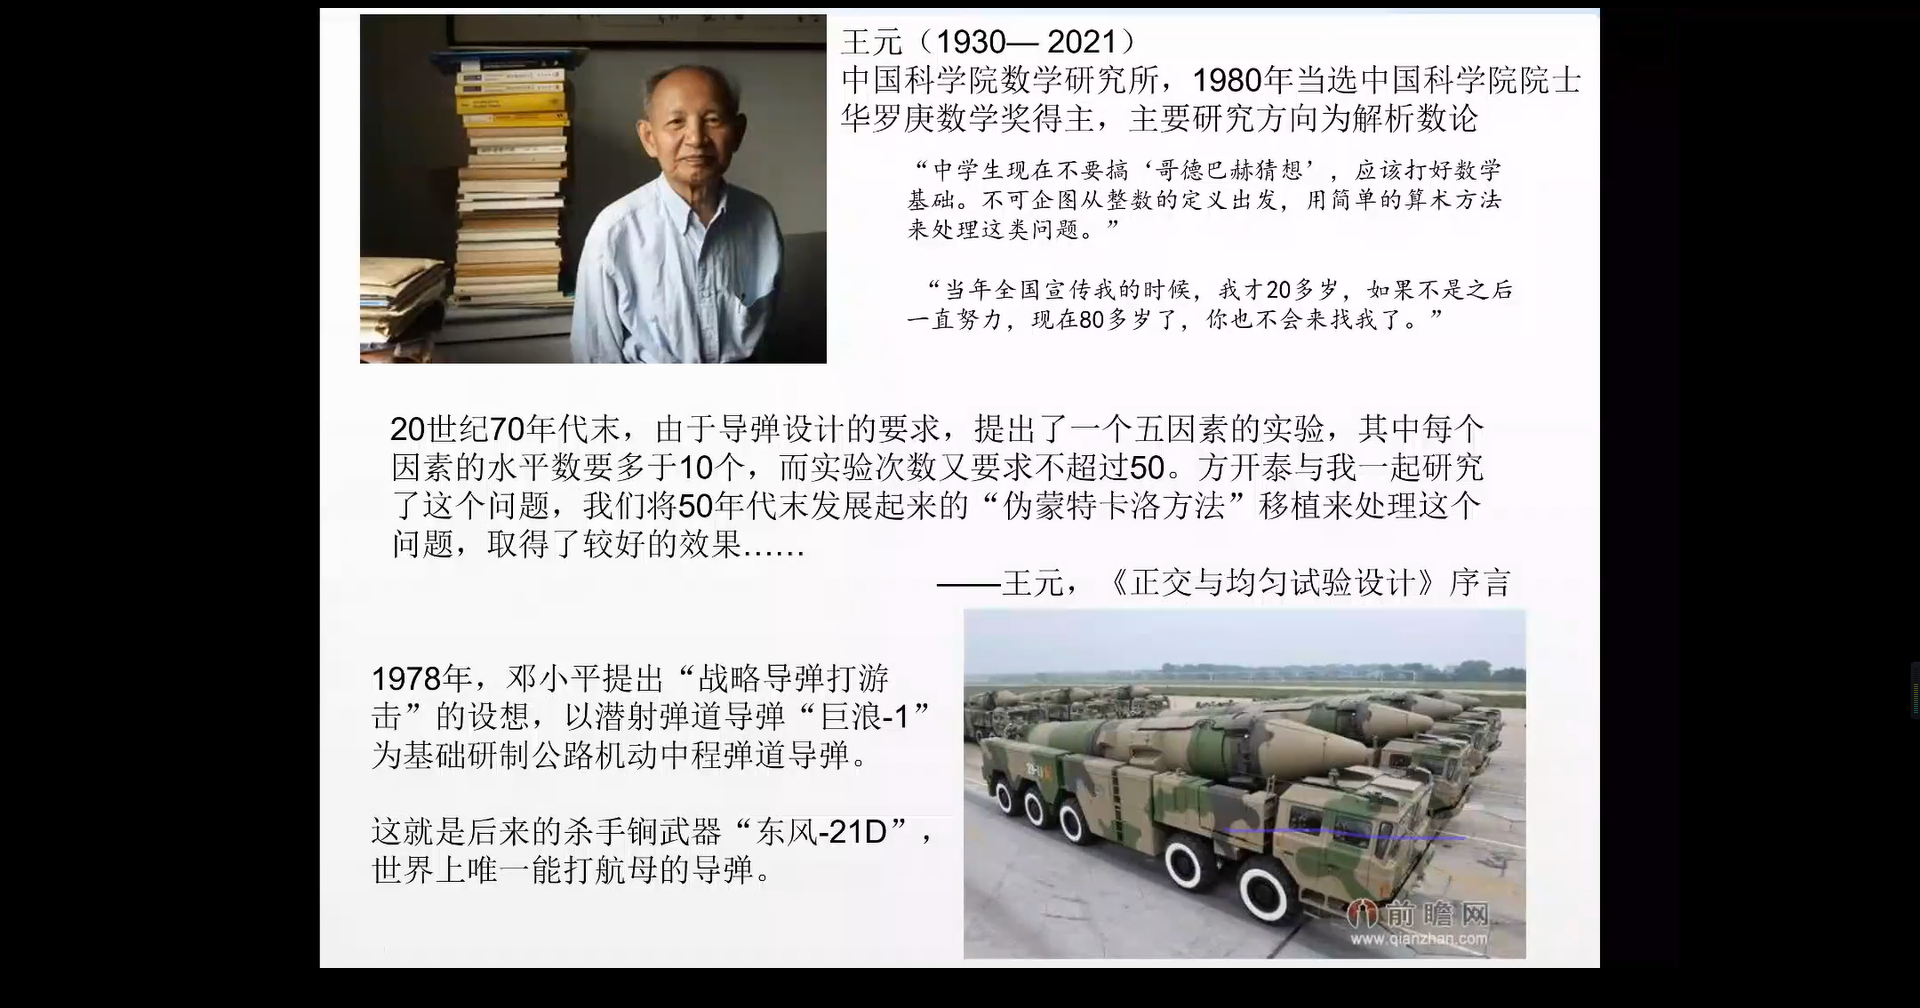 王元（1930— 2021）
中国科学院数学研究所，1980年当选中国科学院院士
华罗庚数学奖得主，主要研究方向为解析数论
“中学生现在不要搞‘哥德巴赫猜想’，应该打好数学
基础。不可企图从整数的定义出发，用简单的算术方法
来处理这类问题。”
“当年全国宣传我的时候，我才20多岁，如果不是之后
一直努力，现在80多岁了，你也不会来找我了。”
20世纪70年代末，由于导弹设计的要求，提出了一个五因素的实验，其中每个
因素的水平数要多于10个，而实验次数又要求不超过50。方开泰与我一起研究
了这个问题，我们将50年代末发展起来的“伪蒙特卡洛方法”移植来处理这个
问题，取得了较好的效果……
——王元，《正交与均匀试验设计》序言
1978年，邓小平提出“战略导弹打游
击”的设想，以潜射弹道导弹“巨浪-1”
为基础研制公路机动中程弹道导弹。
这就是后来的杀手锏武器“东风-21D”，
世界上唯一能打航母的导弹。
前瞻网
www.qianzhan.com